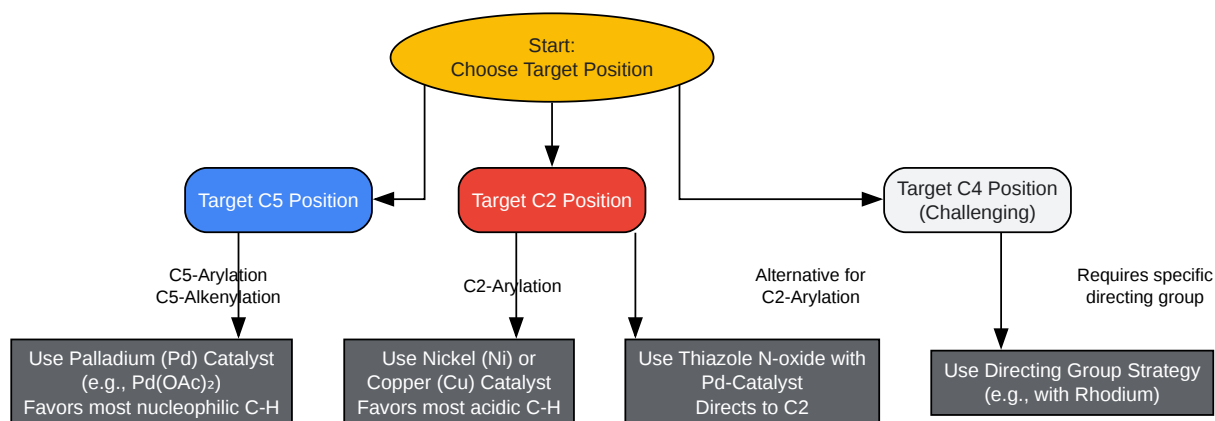 Start:
Choose Target Position
Target C5 Position
Target C2 Position
Target C4 Position
(Challenging)
C5-Arylation
C5-Alkenylation
C2-Arylation
Alternative for
C2-Arylation
Requires specific
directing group
Use Palladium (Pd) Catalyst
(e.g., Pd(OAc)₂)
Favors most nucleophilic C-H
Use Nickel (Ni) or
Copper (Cu) Catalyst
Favors most acidic C-H
Use Thiazole N-oxide with
Pd-Catalyst
Directs to C2
Use Directing Group Strategy
(e.g., with Rhodium)